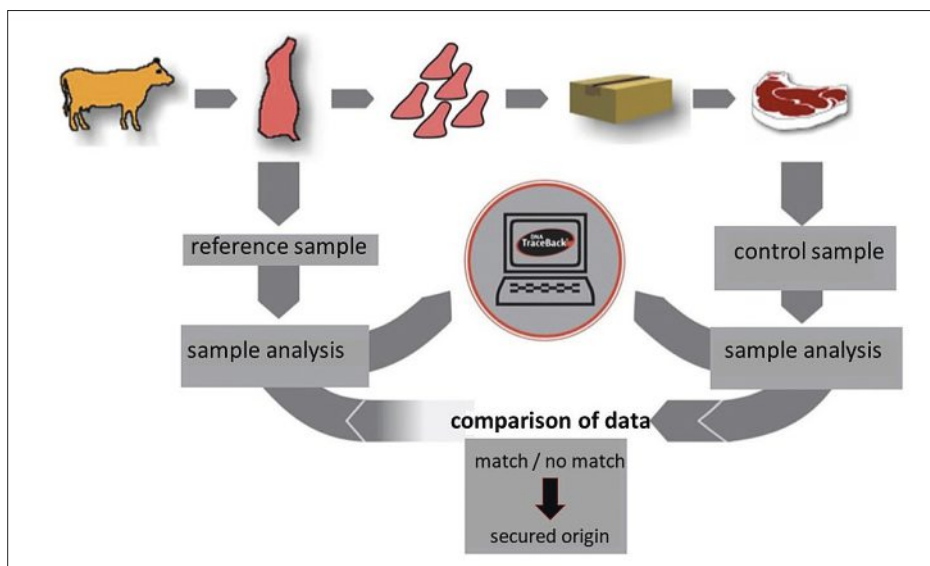 DNA
TraceBack
reference sample
control sample
sample analysis
sample analysis
comparison of data
match / no match
secured origin